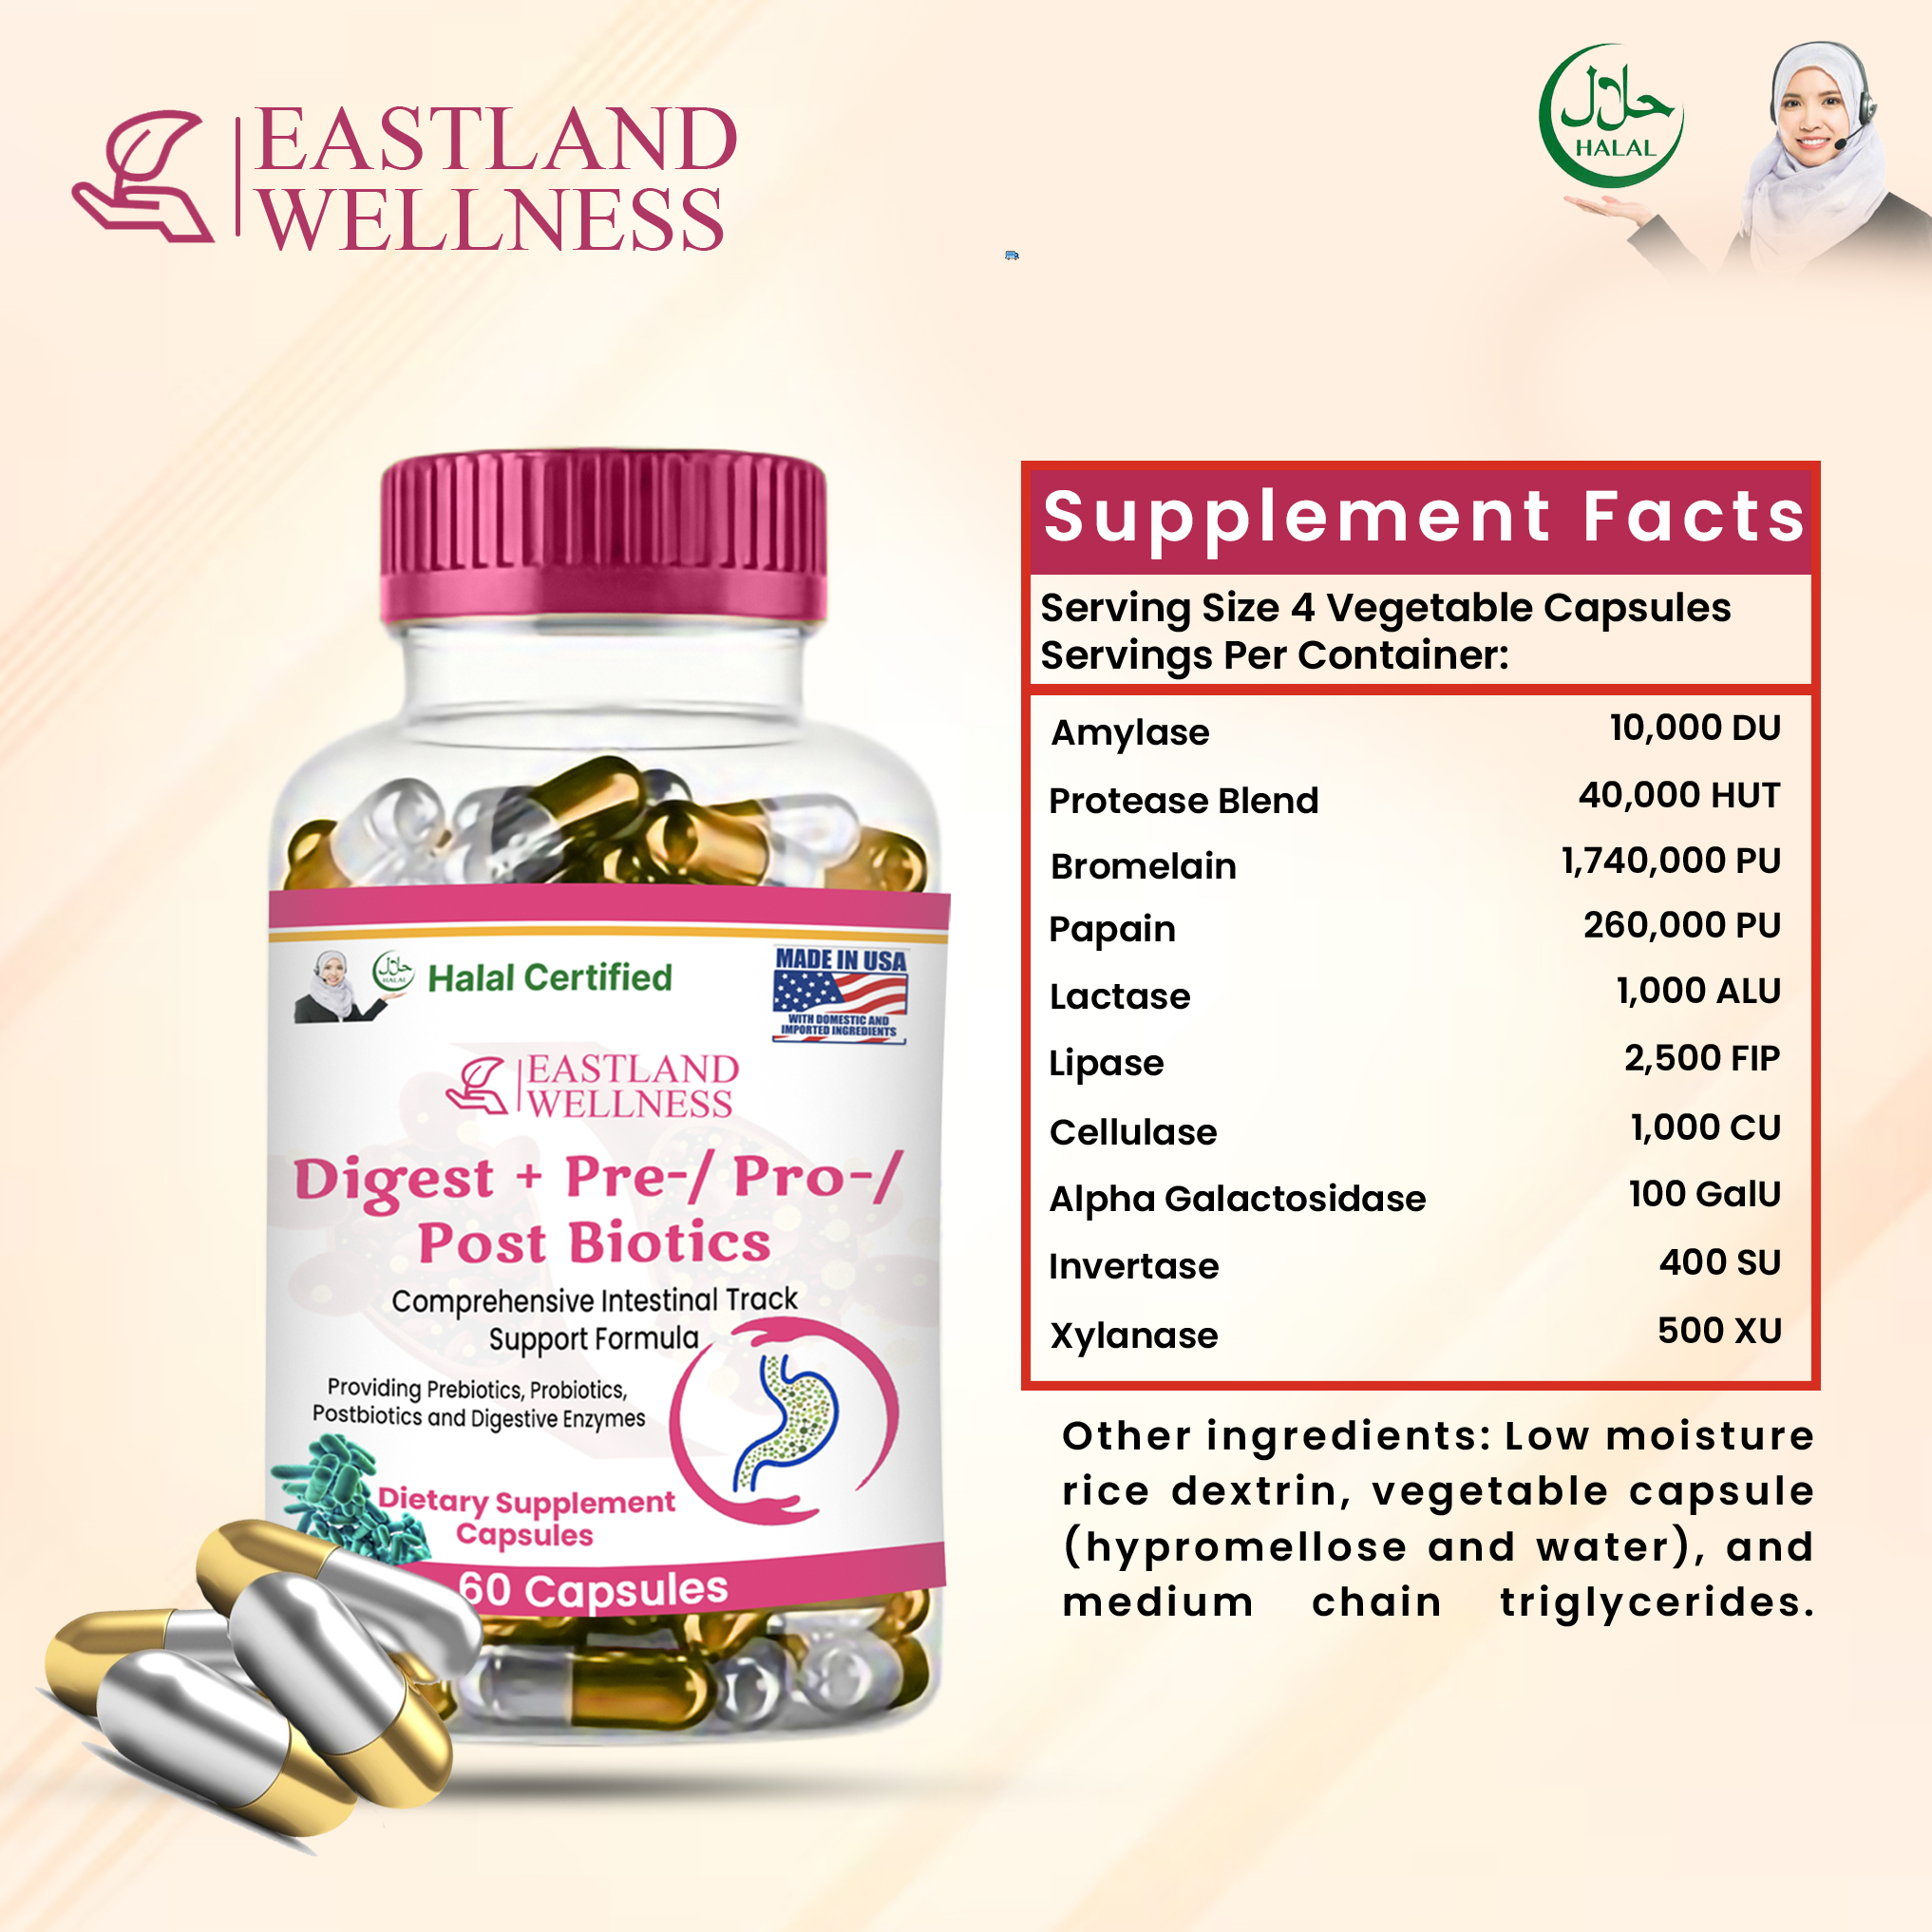 EASTLAND
WELLNESS
حلال
HALAL
Supplement Facts
Serving Size 4 Vegetable Capsules
Servings Per Container:
Amylase 10,000 DU
Protease Blend 40,000 HUT
Bromelain 1,740,000 PU
Papain 260,000 PU
Lactase 1,000 ALU
Lipase 2,500 FIP
Cellulase 1,000 CU
Alpha Galactosidase 100 GalU
Invertase 400 SU
Xylanase 500 XU
Other ingredients: Low moisture
rice dextrin, vegetable capsule
(hypromellose and water), and
medium chain triglycerides.
حلال
HALAL
Halal Certified
MADE IN USA
WITH DOMESTIC AND
IMPORTED INGREDIENTS
EASTLAND
WELLNESS
Digest + Pre-/ Pro-/
Post Biotics
Comprehensive Intestinal Track
Support Formula
Providing Prebiotics, Probiotics,
Postbiotics and Digestive Enzymes
Dietary Supplement
Capsules
60 Capsules